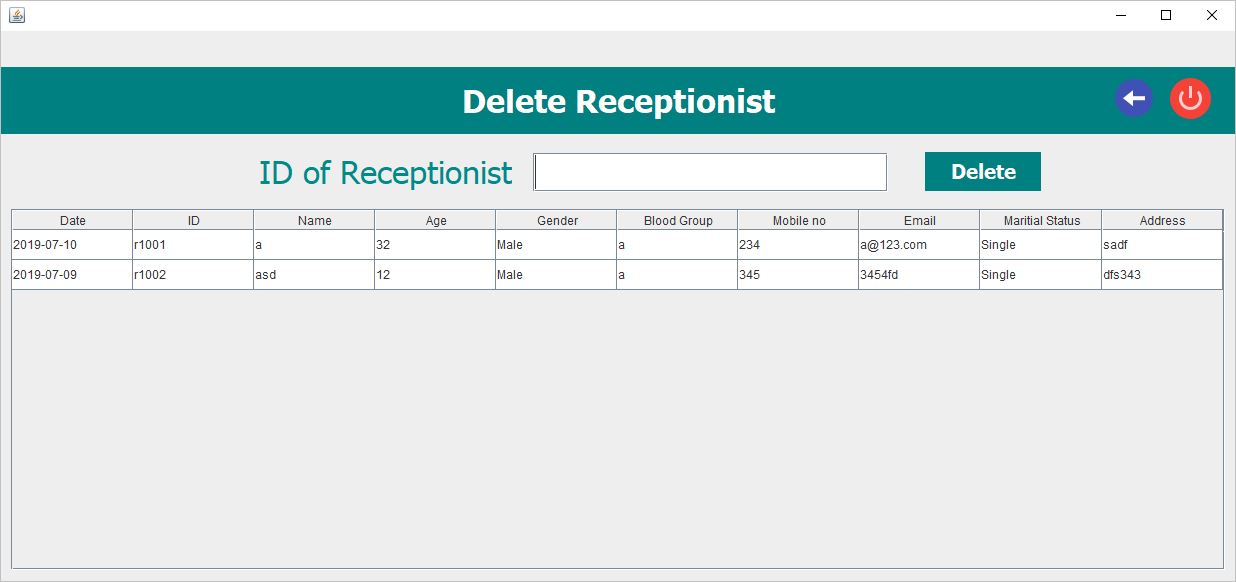 Delete Receptionist
ID of Receptionist Delete
Date ID Name Age Gender Blood Group Mobile no Email Maritial Status Address
2019-07-10 r1001 a 32 Male a 234 a@123.com Single sadf
2019-07-09 r1002 asd 12 Male a 345 3454fd Single dfs343